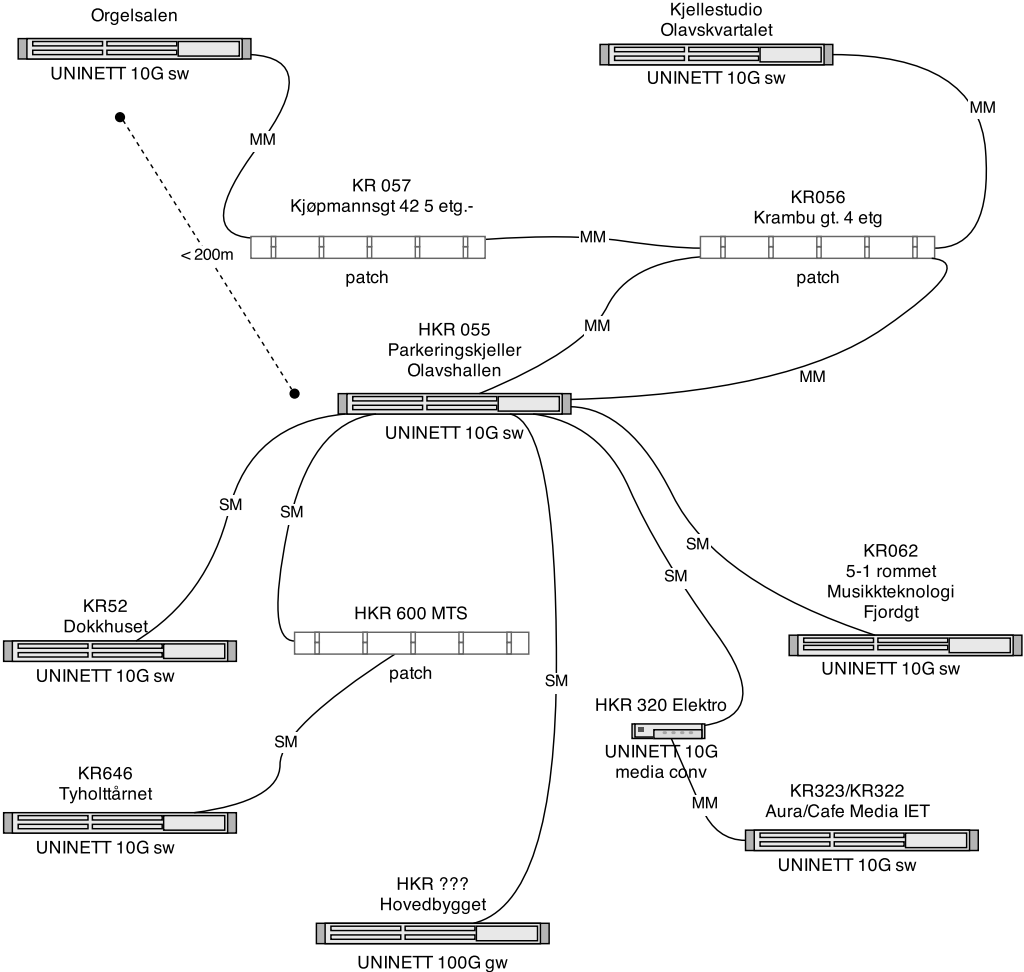 Orgelsalen
UNINETT 10G sw
Kjellestudio
Olavskvartalet
UNINETT 10G sw
MM
MM
KR 057
Kjøpmannsgt 42 5 etg.-
patch
KR056
Krambu gt. 4 etg
patch
MM
< 200m
MM
MM
HKR 055
Parkeringskjeller
Olavshallen
UNINETT 10G sw
SM
SM
SM
SM
SM
KR52
Dokkhuset
UNINETT 10G sw
HKR 600 MTS
patch
KR062
5-1 rommet
Musikkteknologi
Fjordgt
UNINETT 10G sw
SM
HKR 320 Elektro
UNINETT 10G
media conv
MM
KR646
Tyholttårnet
UNINETT 10G sw
KR323/KR322
Aura/Cafe Media IET
UNINETT 10G sw
HKR ???
Hovedbygget
UNINETT 100G gw